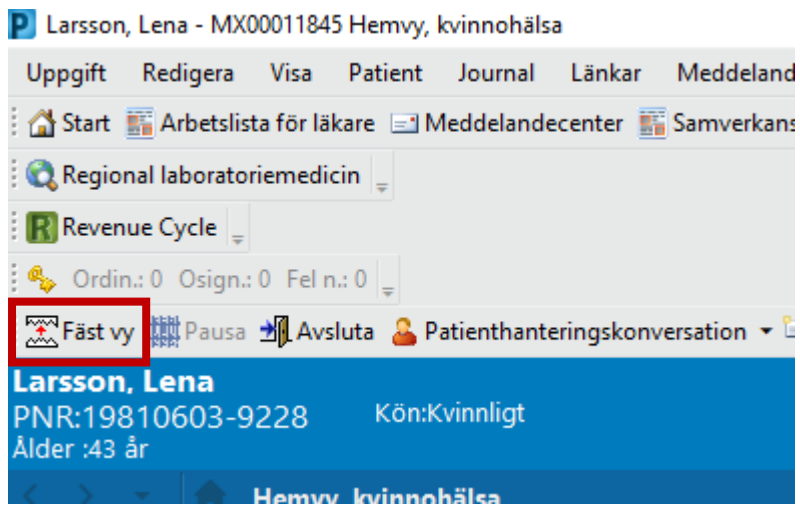 Larsson, Lena - MX00011845 Hemvy, kvinnohälsa
Uppgift Redigera Visa Patient Journal Länkar Meddeland
Start Arbetslista för läkare Meddelandecenter Samverkans
Regional laboratoriemedicin
Revenue Cycle
Ordin.: 0 Osign.: 0 Fel n.: 0
Fäst vy Pausa Avsluta Patienthanteringskonversation
Larsson, Lena
PNR:19810603-9228 Kön:Kvinnligt
Ålder :43 år
Hemvy, kvinnohälsa